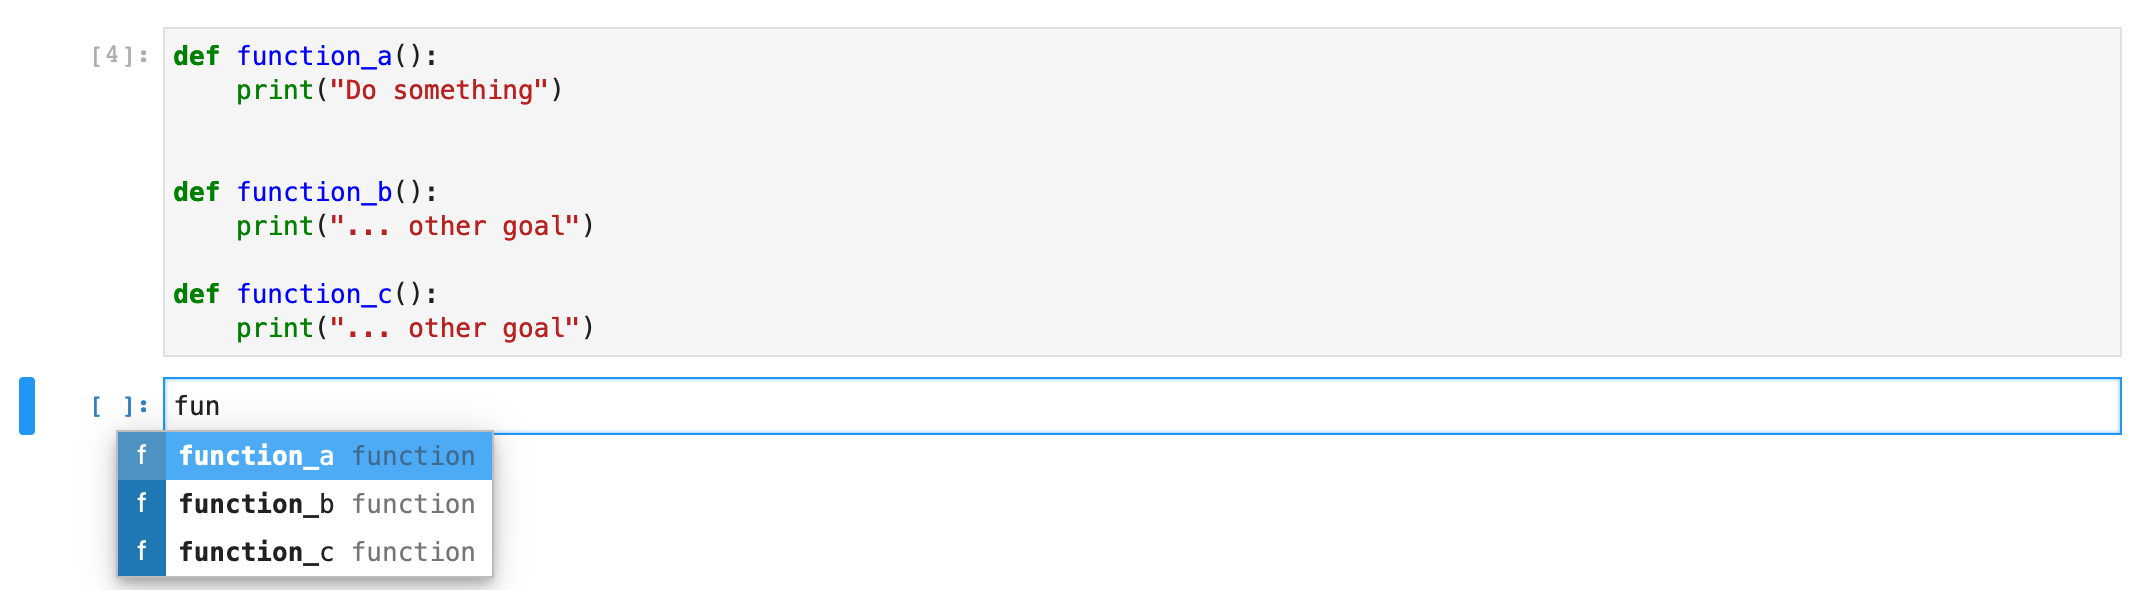 [4]: def function_a():
    print("Do something")
def function_b():
    print("... other goal")
def function_c():
    print("... other goal")
[ ]: fun
f function_a function
f function_b function
f function_c function